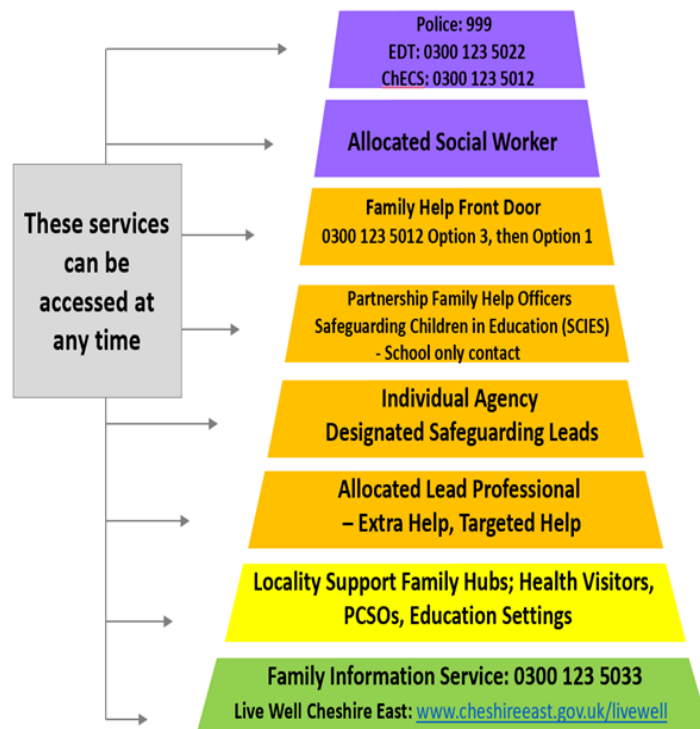 Police: 999
EDT: 0300 123 5022
ChECS: 0300 123 5012
Allocated Social Worker
These services
can be
accessed at
any time
Family Help Front Door
0300 123 5012 Option 3, then Option 1
Partnership Family Help Officers
Safeguarding Children in Education (SCIES)
- School only contact
Individual Agency
Designated Safeguarding Leads
Allocated Lead Professional
– Extra Help, Targeted Help
Locality Support Family Hubs; Health Visitors,
PCSOs, Education Settings
Family Information Service: 0300 123 5033
Live Well Cheshire East: www.cheshireeast.gov.uk/livewell